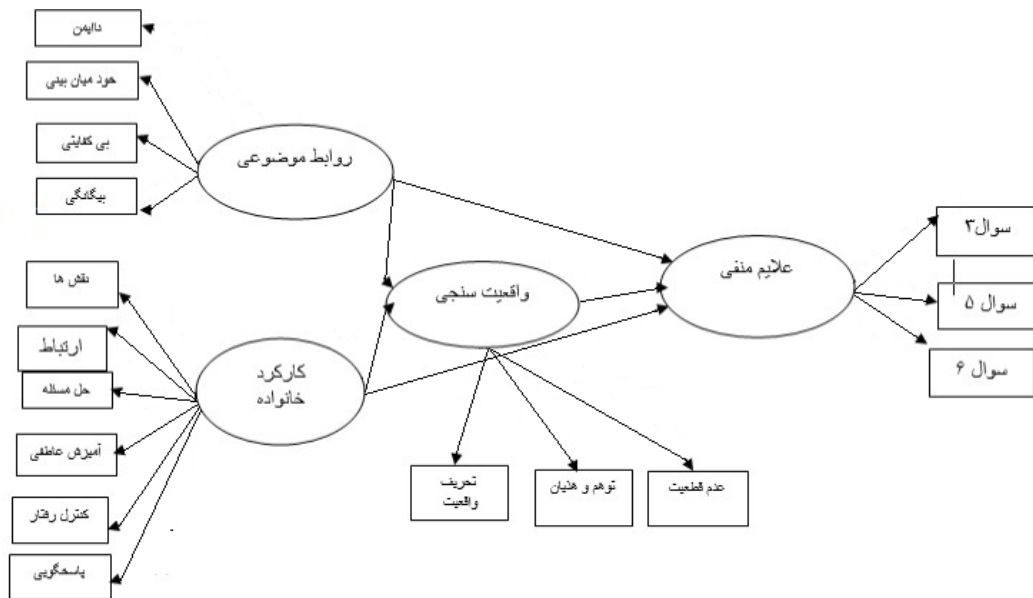 ناایمن
خود میان بینی
بی کفایتی
بیگانگی
روابط موضوعی
نقش ها
ارتباط
حل مسئله
آمیزش عاطفی
کنترل رفتار
پاسخگویی
کارکرد
خانواده
واقعیت سنجی
تحریف
واقعیت
توهم و هذیان
عدم قطعیت
علایم منفی
سوال۳
سوال ۵
سوال ۶